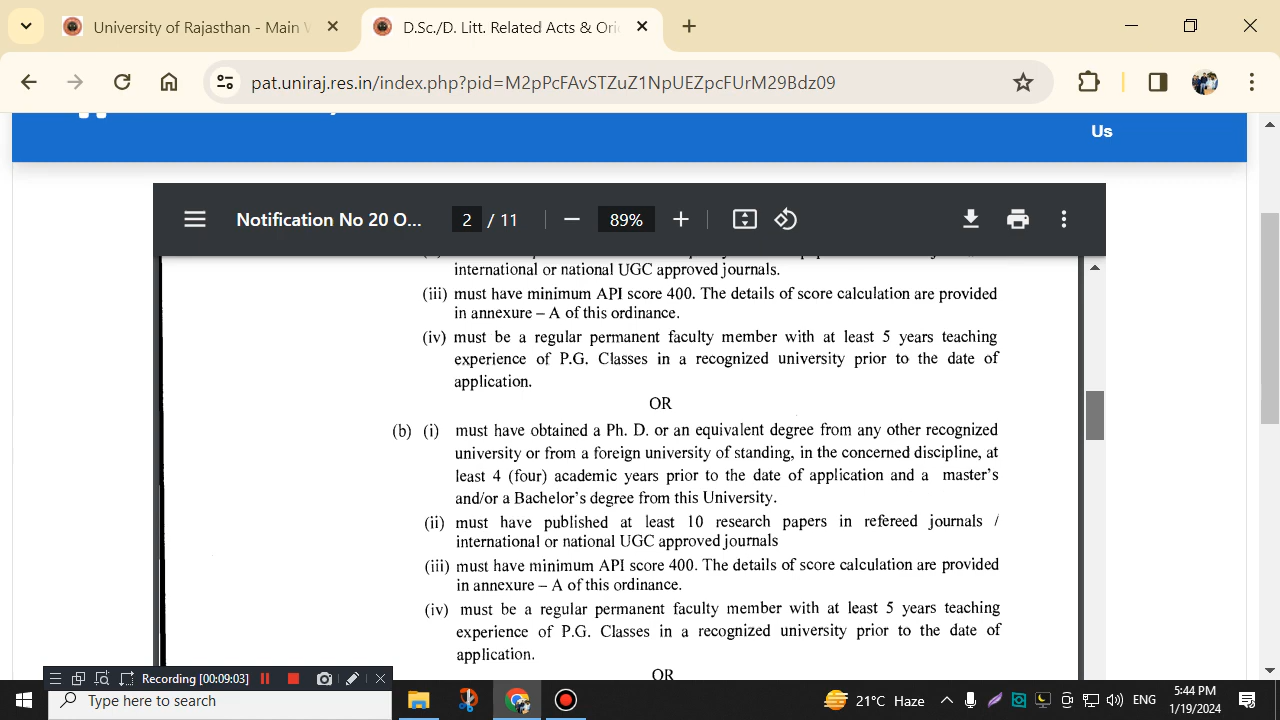 University of Rajasthan - Main
D.Sc./D. Litt. Related Acts & Ori
pat.uniraj.res.in/index.php?pid=M2pPcFAvSTZuZ1NpUEZpcFUrM29Bdz09
Us
Notification No 20 O... 2 / 11 89%
international or national UGC approved journals.
(iii) must have minimum API score 400. The details of score calculation are provided
in annexure – A of this ordinance.
(iv) must be a regular permanent faculty member with at least 5 years teaching
experience of P.G. Classes in a recognized university prior to the date of
application.
OR
(b) (i) must have obtained a Ph. D. or an equivalent degree from any other recognized
university or from a foreign university of standing, in the concerned discipline, at
least 4 (four) academic years prior to the date of application and a master's
and/or a Bachelor's degree from this University.
(ii) must have published at least 10 research papers in refereed journals /
international or national UGC approved journals
(iii) must have minimum API score 400. The details of score calculation are provided
in annexure – A of this ordinance.
(iv) must be a regular permanent faculty member with at least 5 years teaching
experience of P.G. Classes in a recognized university prior to the date of
application.
OR
Recording [00:09:03]
Type here to search
21°C Haze
ENG
5:44 PM
1/19/2024